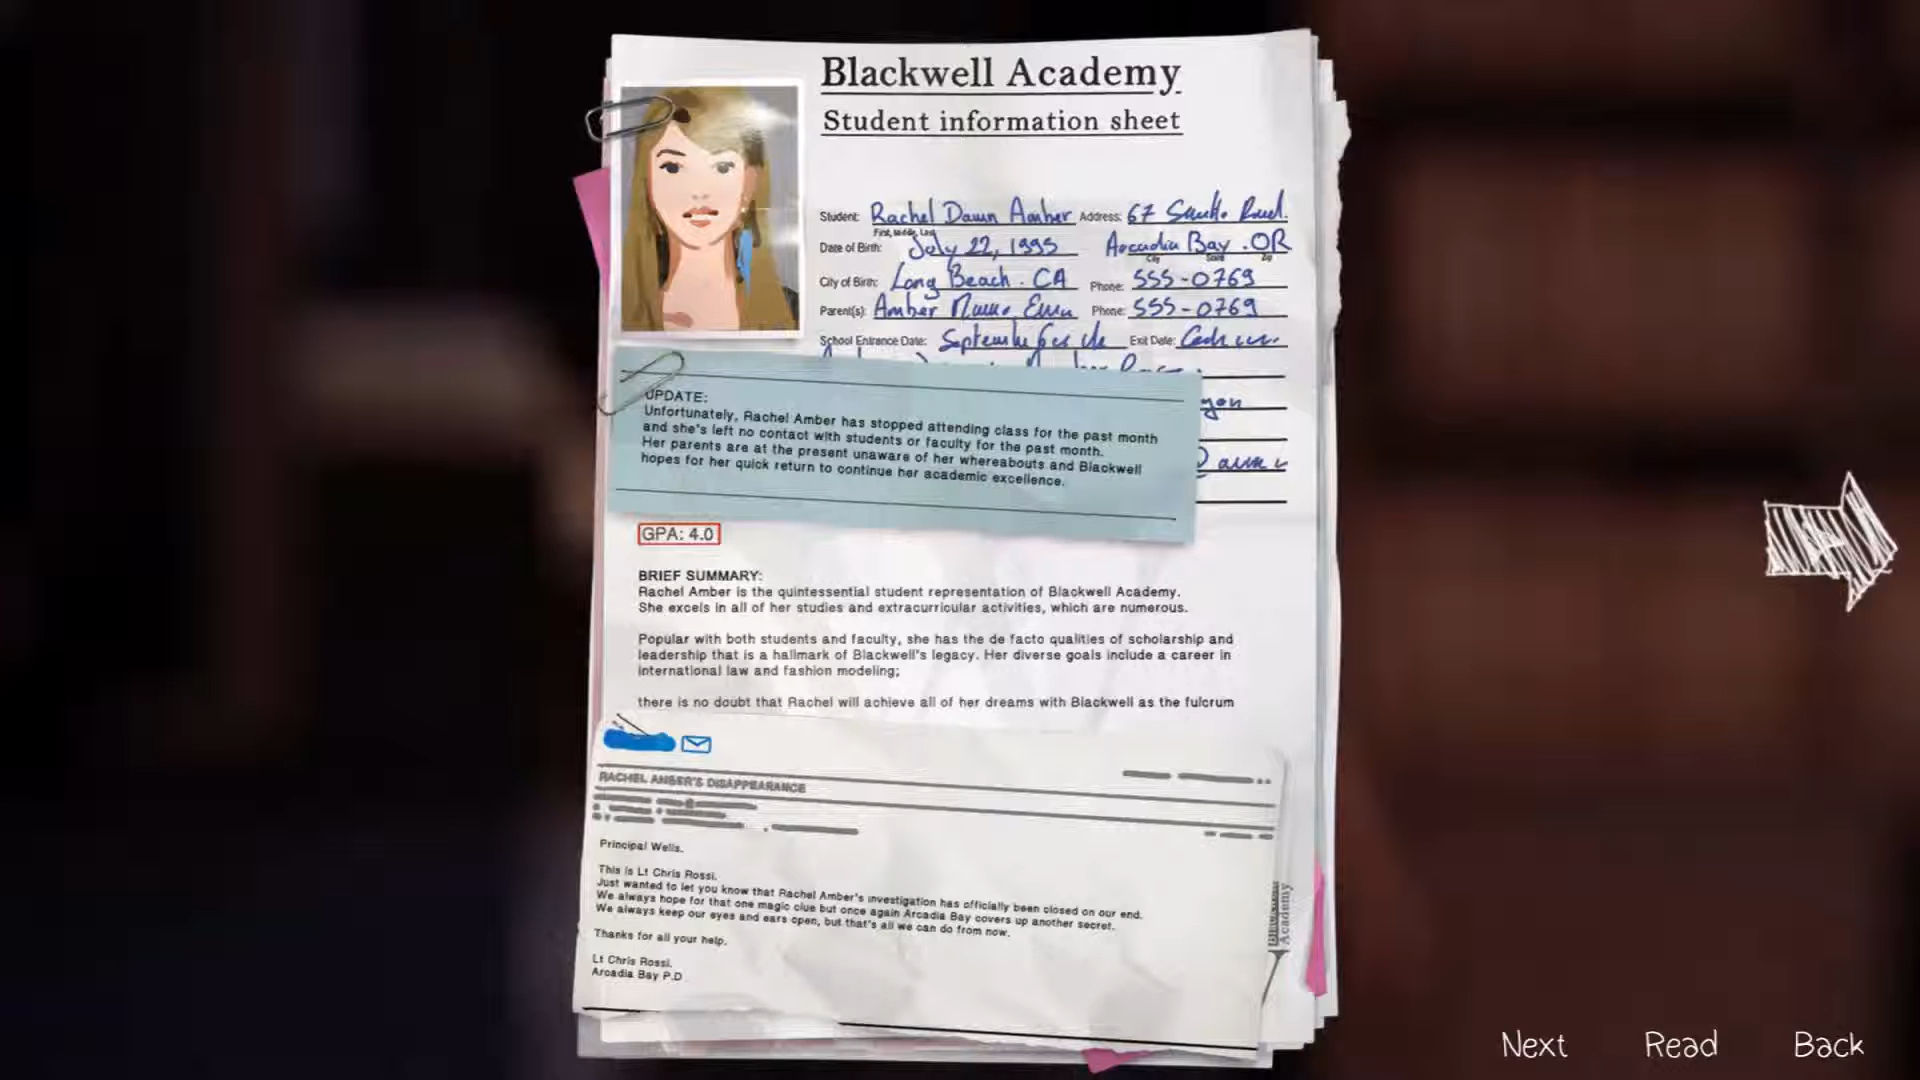 Blackwell Academy
Student information sheet
Student: Rachel Dawn Amber Address: 67
First, Middle, Last
Date of Birth: July 22, 1995 Arcadia Bay . OR
City State Zip
City of Birth: Long Beach . CA Phone: 555-0769
Parent(s): Amber Phone: 555-0769
School Entrance Date: Exit Date:
UPDATE:
Unfortunately, Rachel Amber has stopped attending class for the past month
and she's left no contact with students or faculty for the past month.
Her parents are at the present unaware of her whereabouts and Blackwell
hopes for her quick return to continue her academic excellence.
GPA: 4.0
BRIEF SUMMARY:
Rachel Amber is the quintessential student representation of Blackwell Academy.
She excels in all of her studies and extracurricular activities, which are numerous.
Popular with both students and faculty, she has the de facto qualities of scholarship and
leadership that is a hallmark of Blackwell's legacy. Her diverse goals include a career in
international law and fashion modeling;
there is no doubt that Rachel will achieve all of her dreams with Blackwell as the fulcrum
RACHEL AMBER'S DISAPPEARANCE
Principal Wells,
This is Lt Chris Rossi.
Just wanted to let you know that Rachel Amber's investigation has officially been closed on our end.
We always hope for that one magic clue but once again Arcadia Bay covers up another secret.
We always keep our eyes and ears open, but that's all we can do from now.
Thanks for all your help,
Lt Chris Rossi.
Arcadia Bay P.D
Academy
Next Read Back